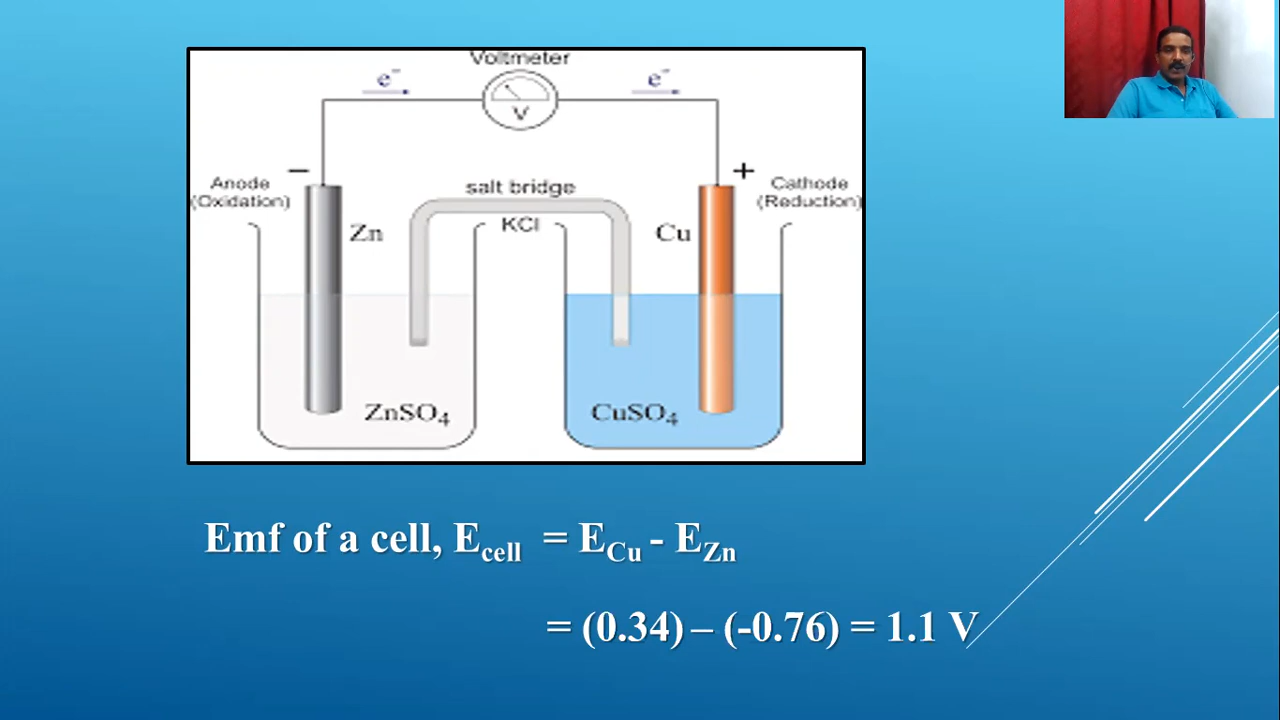 Voltmeter
e⁻ e⁻
V
− +
Anode
(Oxidation)
salt bridge
Cathode
(Reduction)
Zn
KCl
Cu
ZnSO₄
CuSO₄
Emf of a cell, E_cell = E_Cu - E_Zn
= (0.34) – (-0.76) = 1.1 V